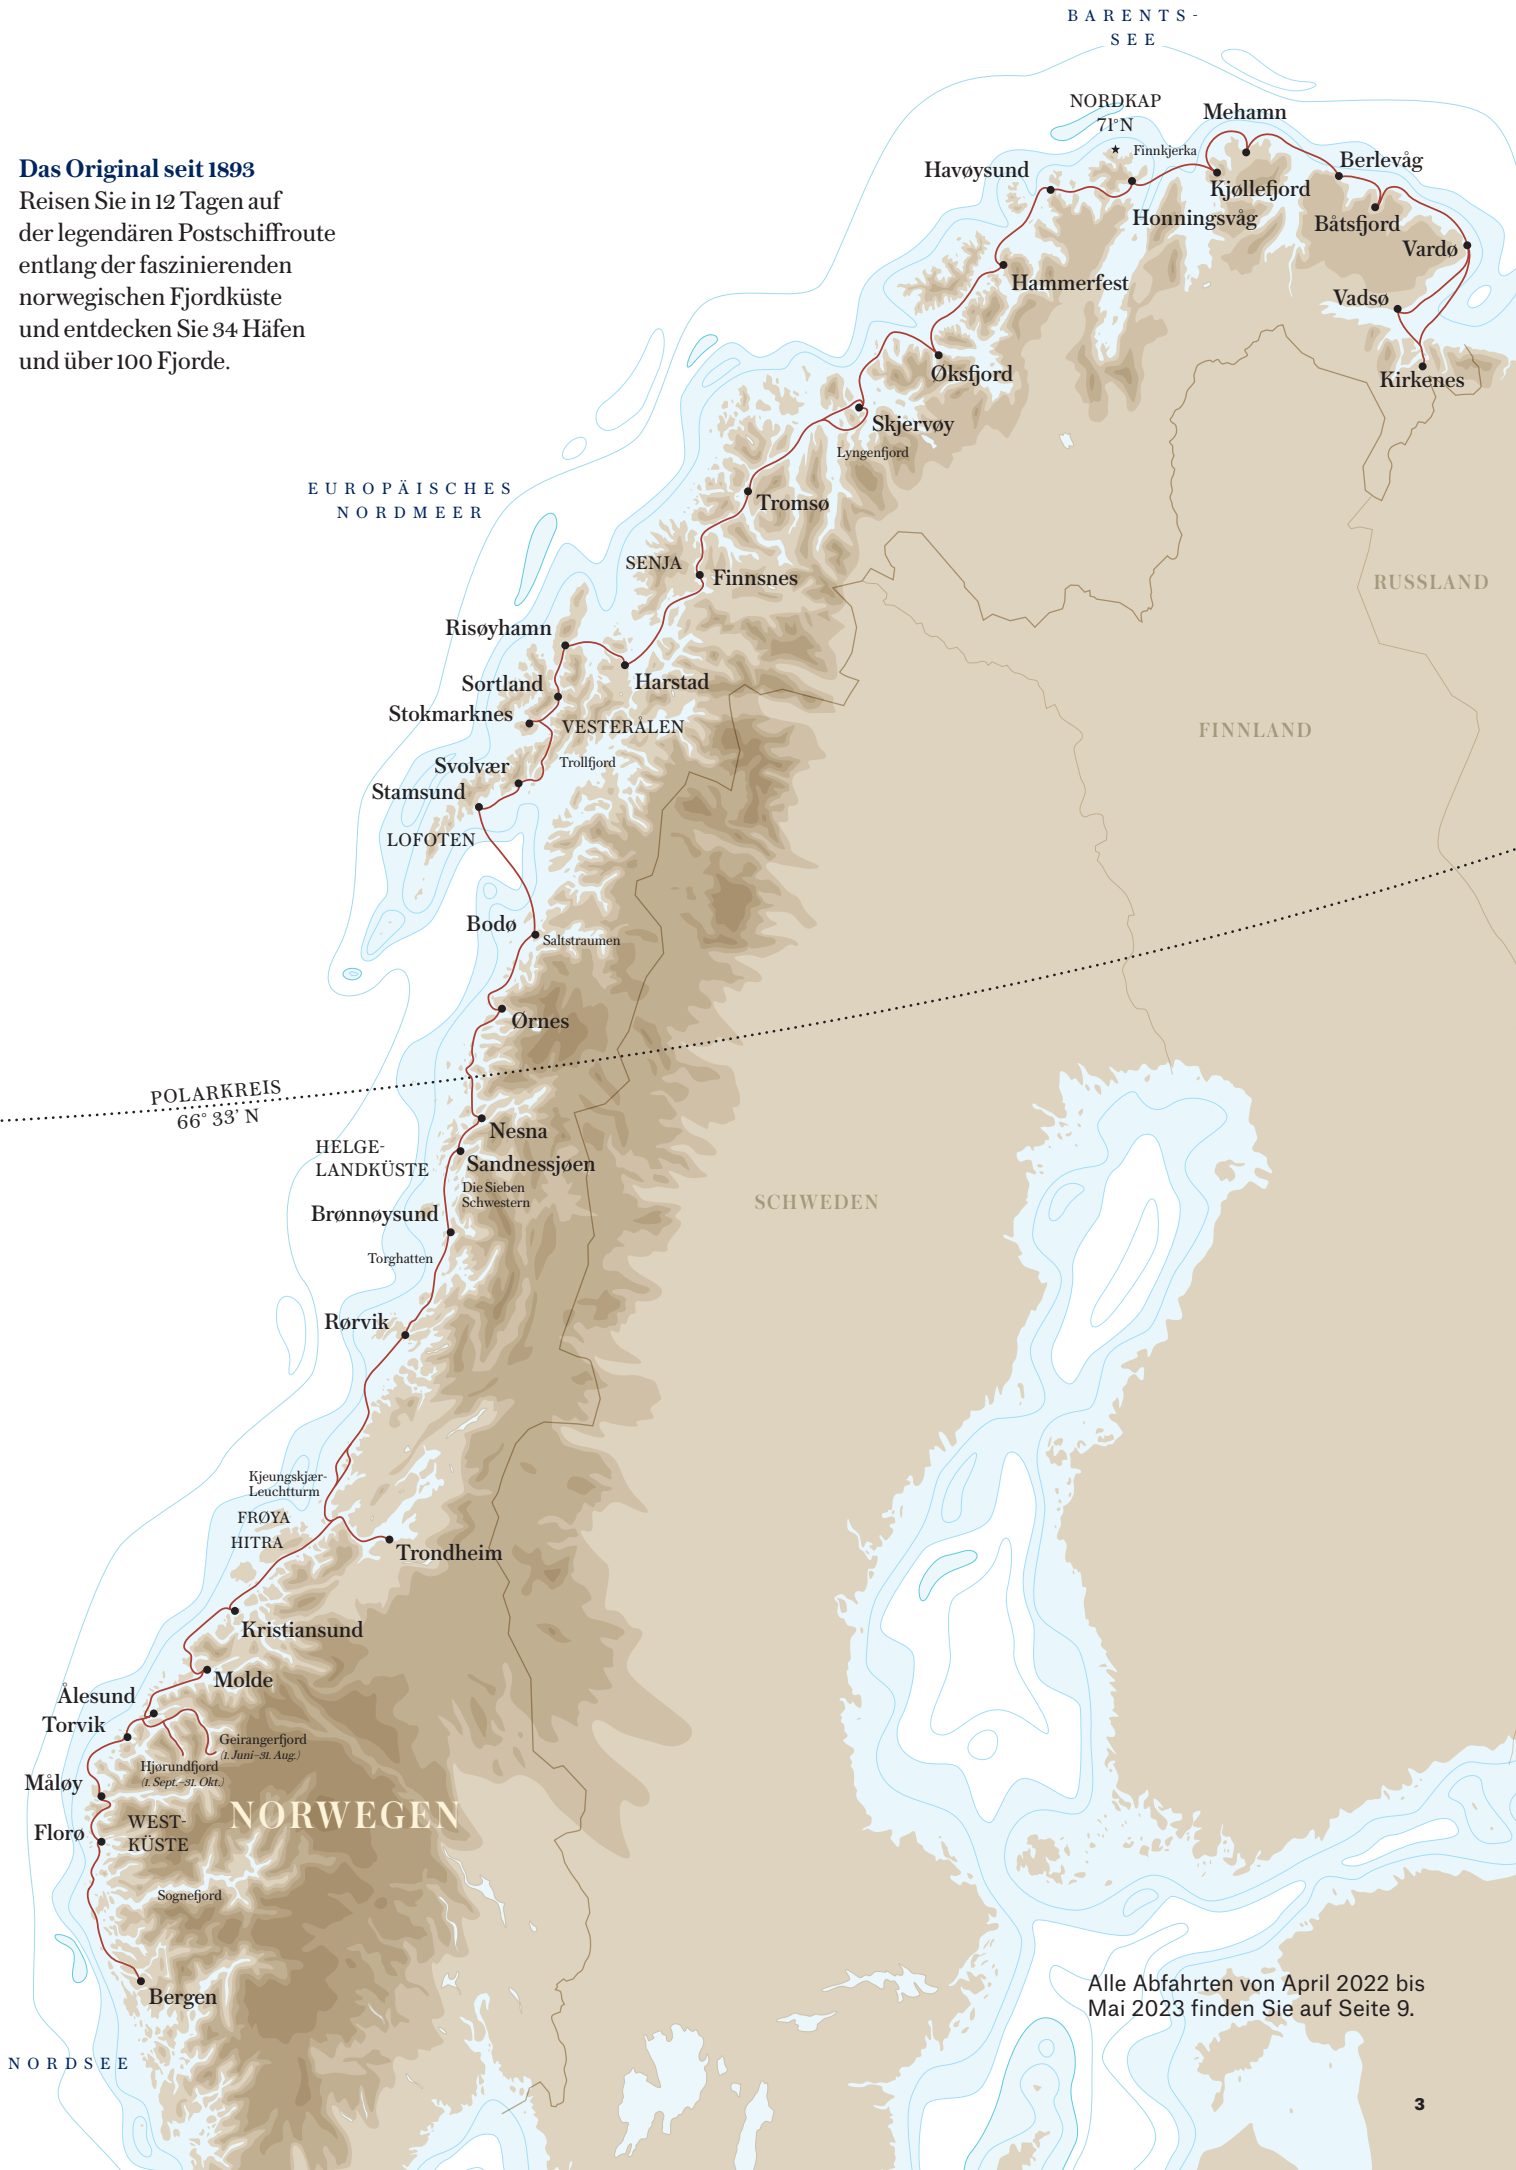 BARENTS-
SEE
NORDKAP
71°N
Mehamn
Finnkjerka
Berlevåg
Havøysund
Kjøllefjord
Honningsvåg
Båtsfjord
Vardø
Hammerfest
Vadsø
Das Original seit 1893
Reisen Sie in 12 Tagen auf
der legendären Postschiffroute
entlang der faszinierenden
norwegischen Fjordküste
und entdecken Sie 34 Häfen
und über 100 Fjorde.
Øksfjord
Kirkenes
Skjervøy
Lyngenfjord
EUROPÄISCHES
NORDMEER
Tromsø
SENJA
Finnsnes
RUSSLAND
Risøyhamn
Harstad
Sortland
Stokmarknes
VESTERÅLEN
FINNLAND
Trollfjord
Svolvær
Stamsund
LOFOTEN
Bodø
Saltstraumen
Ørnes
POLARKREIS
66° 33' N
Nesna
HELGE-
LANDKÜSTE
Sandnessjøen
Die Sieben
Schwestern
SCHWEDEN
Brønnøysund
Torghatten
Rørvik
Kjeungskjær-
Leuchtturm
FRØYA
HITRA
Trondheim
Kristiansund
Molde
Ålesund
Torvik
Geirangerfjord
(1. Juni–31. Aug.)
Hjørundfjord
(1. Sept.–31. Okt.)
Måløy
NORWEGEN
WEST-
KÜSTE
Florø
Sognefjord
Bergen
Alle Abfahrten von April 2022 bis
Mai 2023 finden Sie auf Seite 9.
NORDSEE
3